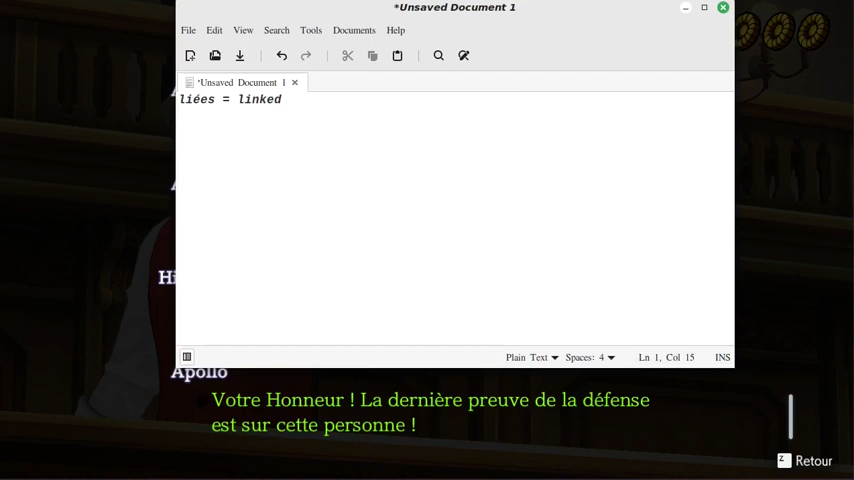 *Unsaved Document 1
File Edit View Search Tools Documents Help
*Unsaved Document 1
liées = linked
Plain Text Spaces: 4 Ln 1, Col 15 INS
Apollo
Votre Honneur ! La dernière preuve de la défense
est sur cette personne !
Z Retour